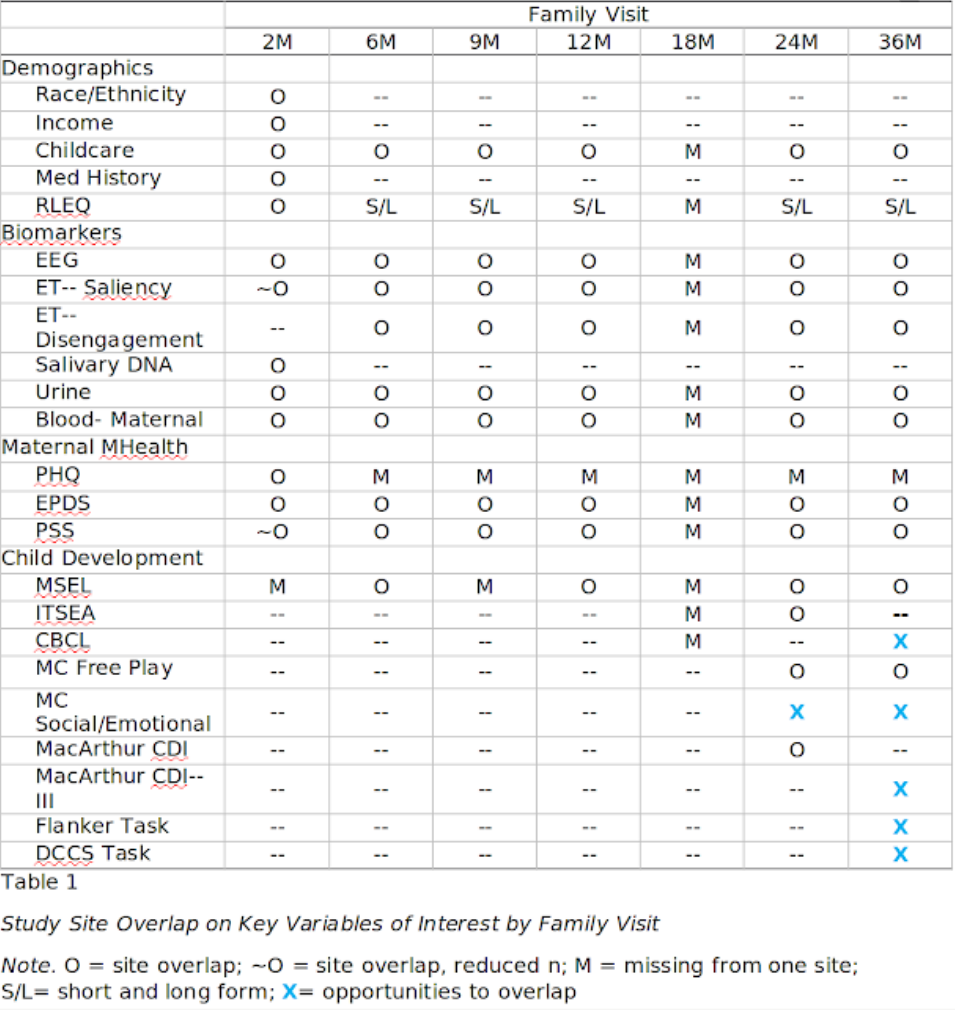 Family Visit
2M 6M 9M 12M 18M 24M 36M
Demographics
Race/Ethnicity O -- -- -- -- -- --
Income O -- -- -- -- -- --
Childcare O O O O M O O
Med History O -- -- -- -- -- --
RLEQ O S/L S/L S/L M S/L S/L
Biomarkers
EEG O O O O M O O
ET-- Saliency ~O O O O M O O
ET--
Disengagement -- O O O M O O
Salivary DNA O -- -- -- -- -- --
Urine O O O O M O O
Blood- Maternal O O O O M O O
Maternal MHealth
PHQ O M M M M M M
EPDS O O O O M O O
PSS ~O O O O M O O
Child Development
MSEL M O M O M O O
ITSEA -- -- -- -- M O --
CBCL -- -- -- -- M -- X
MC Free Play -- -- -- -- -- O O
MC
Social/Emotional -- -- -- -- -- X X
MacArthur CDI -- -- -- -- -- O --
MacArthur CDI--
III -- -- -- -- -- -- X
Flanker Task -- -- -- -- -- -- X
DCCS Task -- -- -- -- -- -- X
Table 1
Study Site Overlap on Key Variables of Interest by Family Visit
Note. O = site overlap; ~O = site overlap, reduced n; M = missing from one site;
S/L= short and long form; X= opportunities to overlap